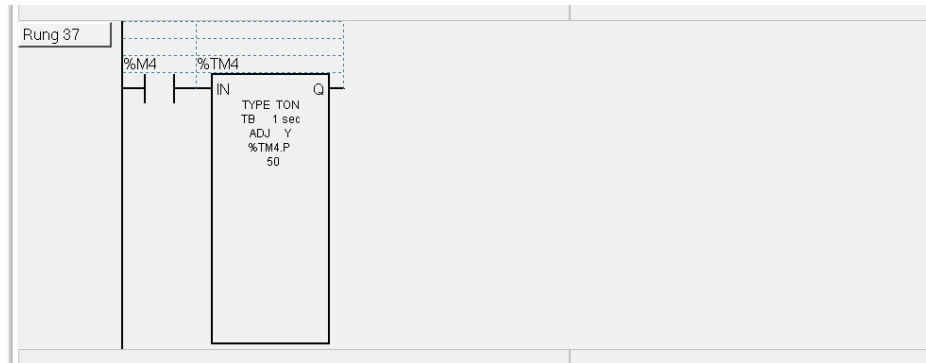 Rung 37
%M4 %TM4
IN Q
TYPE TON
TB 1 sec
ADJ Y
%TM4.P
50